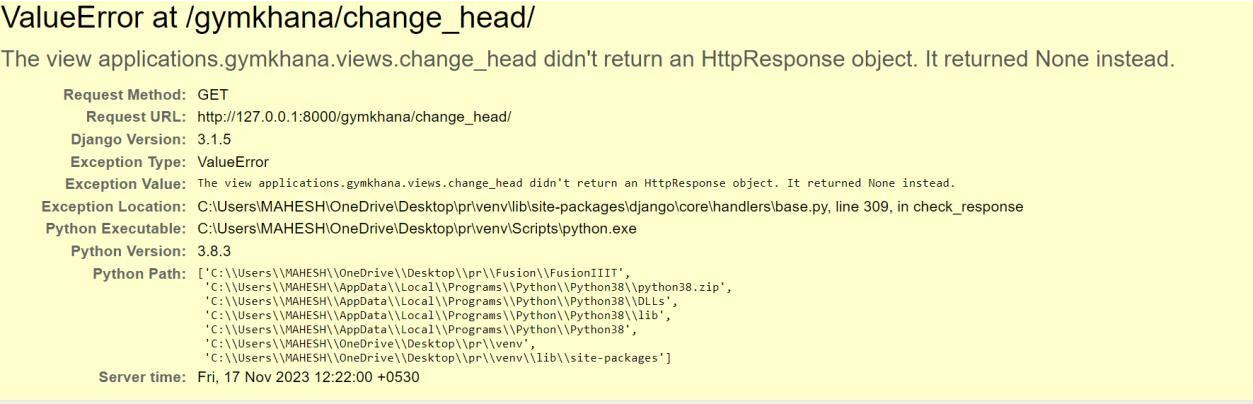 ValueError at /gymkhana/change_head/
The view applications.gymkhana.views.change_head didn't return an HttpResponse object. It returned None instead.
Request Method: GET
Request URL: http://127.0.0.1:8000/gymkhana/change_head/
Django Version: 3.1.5
Exception Type: ValueError
Exception Value: The view applications.gymkhana.views.change_head didn't return an HttpResponse object. It returned None instead.
Exception Location: C:\Users\MAHESH\OneDrive\Desktop\pr\venv\lib\site-packages\django\core\handlers\base.py, line 309, in check_response
Python Executable: C:\Users\MAHESH\OneDrive\Desktop\pr\venv\Scripts\python.exe
Python Version: 3.8.3
Python Path: ['C:\\Users\\MAHESH\\OneDrive\\Desktop\\pr\\Fusion\\FusionIIIT',
'C:\\Users\\MAHESH\\AppData\\Local\\Programs\\Python\\Python38\\python38.zip',
'C:\\Users\\MAHESH\\AppData\\Local\\Programs\\Python\\Python38\\DLLs',
'C:\\Users\\MAHESH\\AppData\\Local\\Programs\\Python\\Python38\\lib',
'C:\\Users\\MAHESH\\AppData\\Local\\Programs\\Python\\Python38',
'C:\\Users\\MAHESH\\OneDrive\\Desktop\\pr\\venv',
'C:\\Users\\MAHESH\\OneDrive\\Desktop\\pr\\venv\\lib\\site-packages']
Server time: Fri, 17 Nov 2023 12:22:00 +0530